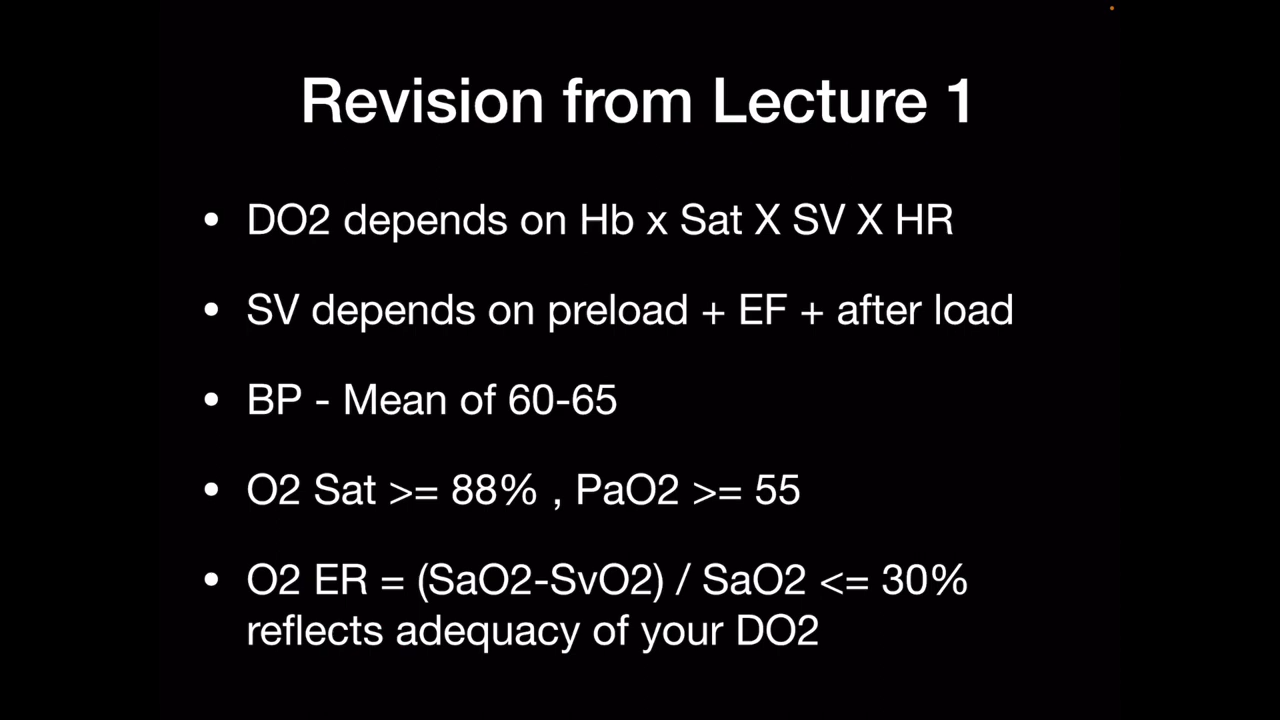 Revision from Lecture 1
• DO2 depends on Hb x Sat X SV X HR
• SV depends on preload + EF + after load
• BP - Mean of 60-65
• O2 Sat >= 88% , PaO2 >= 55
• O2 ER = (SaO2-SvO2) / SaO2 <= 30%
reflects adequacy of your DO2